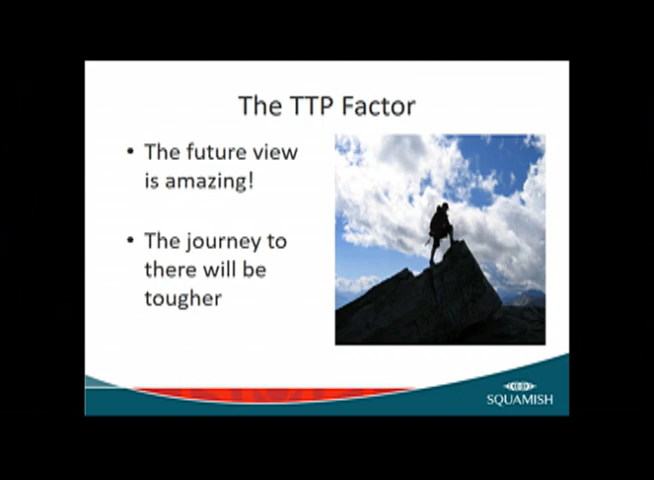 The TTP Factor
• The future view
is amazing!
• The journey to
there will be
tougher
SQUAMISH